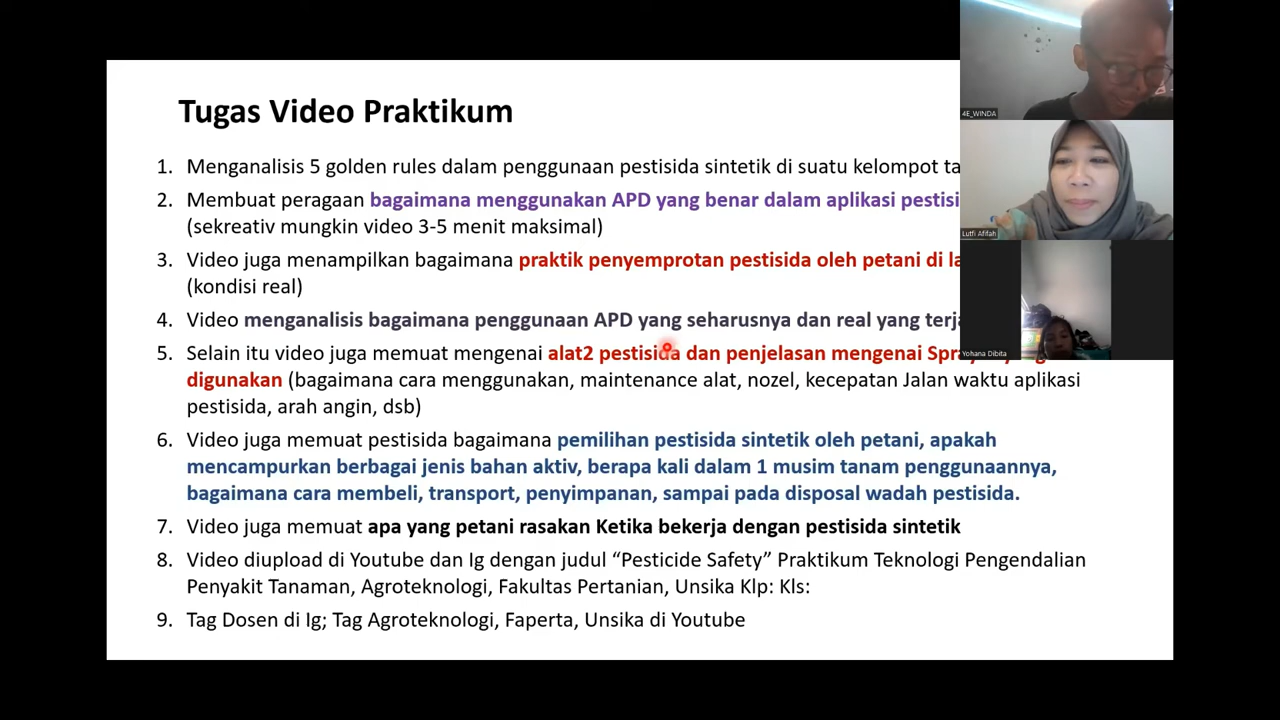 Tugas Video Praktikum
1. Menganalisis 5 golden rules dalam penggunaan pestisida sintetik di suatu kelompot
2. Membuat peragaan bagaimana menggunakan APD yang benar dalam aplikasi
(sekreativ mungkin video 3-5 menit maksimal)
3. Video juga menampilkan bagaimana praktik penyemprotan pestisida oleh petani di
(kondisi real)
4. Video menganalisis bagaimana penggunaan APD yang seharusnya dan real yang
5. Selain itu video juga memuat mengenai alat2 pestisida dan penjelasan mengenai
digunakan (bagaimana cara menggunakan, maintenance alat, nozel, kecepatan Jalan waktu aplikasi
pestisida, arah angin, dsb)
6. Video juga memuat pestisida bagaimana pemilihan pestisida sintetik oleh petani, apakah
mencampurkan berbagai jenis bahan aktiv, berapa kali dalam 1 musim tanam penggunaannya,
bagaimana cara membeli, transport, penyimpanan, sampai pada disposal wadah pestisida.
7. Video juga memuat apa yang petani rasakan Ketika bekerja dengan pestisida sintetik
8. Video diupload di Youtube dan Ig dengan judul “Pesticide Safety” Praktikum Teknologi Pengendalian
Penyakit Tanaman, Agroteknologi, Fakultas Pertanian, Unsika Klp: Kls:
9. Tag Dosen di Ig; Tag Agroteknologi, Faperta, Unsika di Youtube
4E_WINDA
Lutfi Afifah
Yohana Dibita